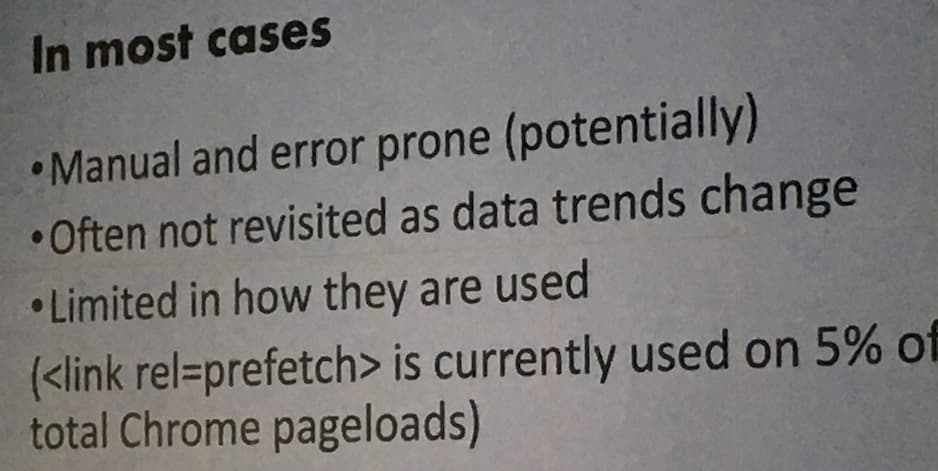 In most cases
•Manual and error prone (potentially)
•Often not revisited as data trends change
•Limited in how they are used
(<link rel=prefetch> is currently used on 5% of
total Chrome pageloads)